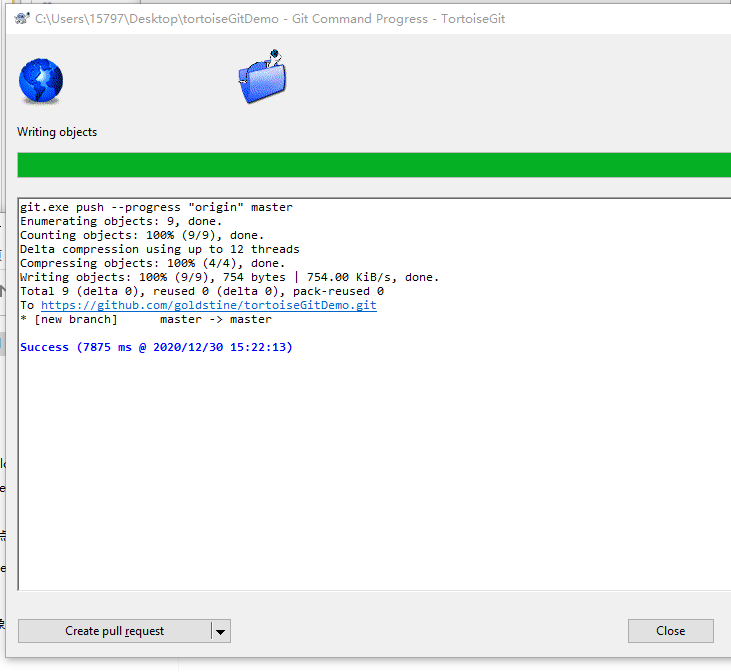 C:\Users\15797\Desktop\tortoiseGitDemo - Git Command Progress - TortoiseGit
Writing objects
git.exe push --progress "origin" master
Enumerating objects: 9, done.
Counting objects: 100% (9/9), done.
Delta compression using up to 12 threads
Compressing objects: 100% (4/4), done.
Writing objects: 100% (9/9), 754 bytes | 754.00 KiB/s, done.
Total 9 (delta 0), reused 0 (delta 0), pack-reused 0
To https://github.com/goldstine/tortoiseGitDemo.git
* [new branch]      master -> master
Success (7875 ms @ 2020/12/30 15:22:13)
Create pull request
Close